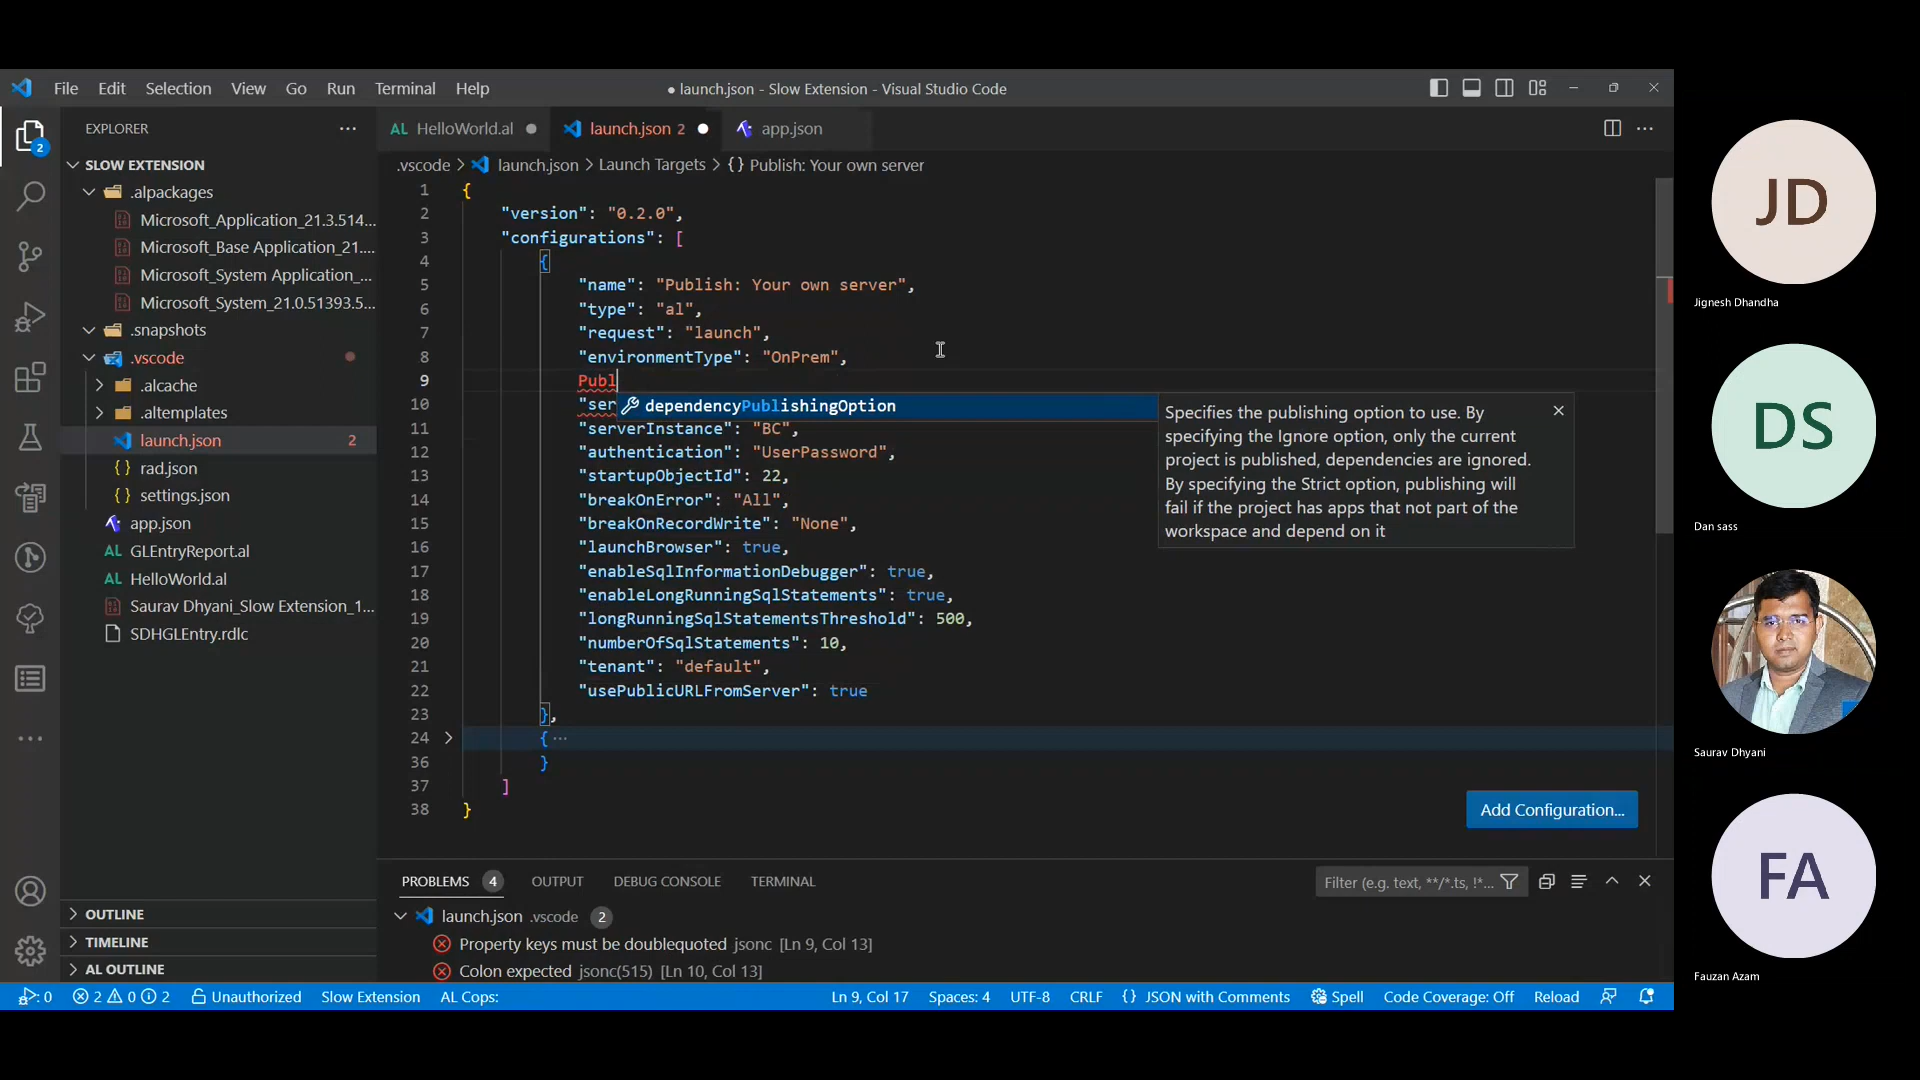 File Edit Selection View Go Run Terminal Help
● launch.json - Slow Extension - Visual Studio Code
EXPLORER
AL HelloWorld.al
launch.json 2
app.json
.vscode > launch.json > Launch Targets > {} Publish: Your own server
2
SLOW EXTENSION
.alpackages
Microsoft_Application_21.3.514...
Microsoft_Base Application_21....
Microsoft_System Application_...
Microsoft_System_21.0.51393.5...
.snapshots
.vscode
.alcache
.altemplates
launch.json 2
rad.json
{} settings.json
app.json
AL GLEntryReport.al
AL HelloWorld.al
Saurav Dhyani_Slow Extension_1...
SDHGLEntry.rdlc
OUTLINE
TIMELINE
AL OUTLINE
1 {
2 "version": "0.2.0",
3 "configurations": [
4 {
5 "name": "Publish: Your own server",
6 "type": "al",
7 "request": "launch",
8 "environmentType": "OnPrem",
9 Publ
10 "ser
11 "serverInstance": "BC",
12 "authentication": "UserPassword",
13 "startupObjectId": 22,
14 "breakOnError": "All",
15 "breakOnRecordWrite": "None",
16 "launchBrowser": true,
17 "enableSqlInformationDebugger": true,
18 "enableLongRunningSqlStatements": true,
19 "longRunningSqlStatementsThreshold": 500,
20 "numberOfSqlStatements": 10,
21 "tenant": "default",
22 "usePublicURLFromServer": true
23 },
24 { ...
36 }
37 ]
38 }
dependencyPublishingOption
Specifies the publishing option to use. By
specifying the Ignore option, only the current
project is published, dependencies are ignored.
By specifying the Strict option, publishing will
fail if the project has apps that not part of the
workspace and depend on it
Add Configuration...
PROBLEMS 4 OUTPUT DEBUG CONSOLE TERMINAL
Filter (e.g. text, **/*.ts, !*...
launch.json .vscode 2
Property keys must be doublequoted jsonc [Ln 9, Col 13]
Colon expected jsonc(515) [Ln 10, Col 13]
0 2 0 2 Unauthorized Slow Extension AL Cops:
Ln 9, Col 17 Spaces: 4 UTF-8 CRLF {} JSON with Comments Spell Code Coverage: Off Reload
JD
Jignesh Dhandha
DS
Dan sass
Saurav Dhyani
FA
Fauzan Azam